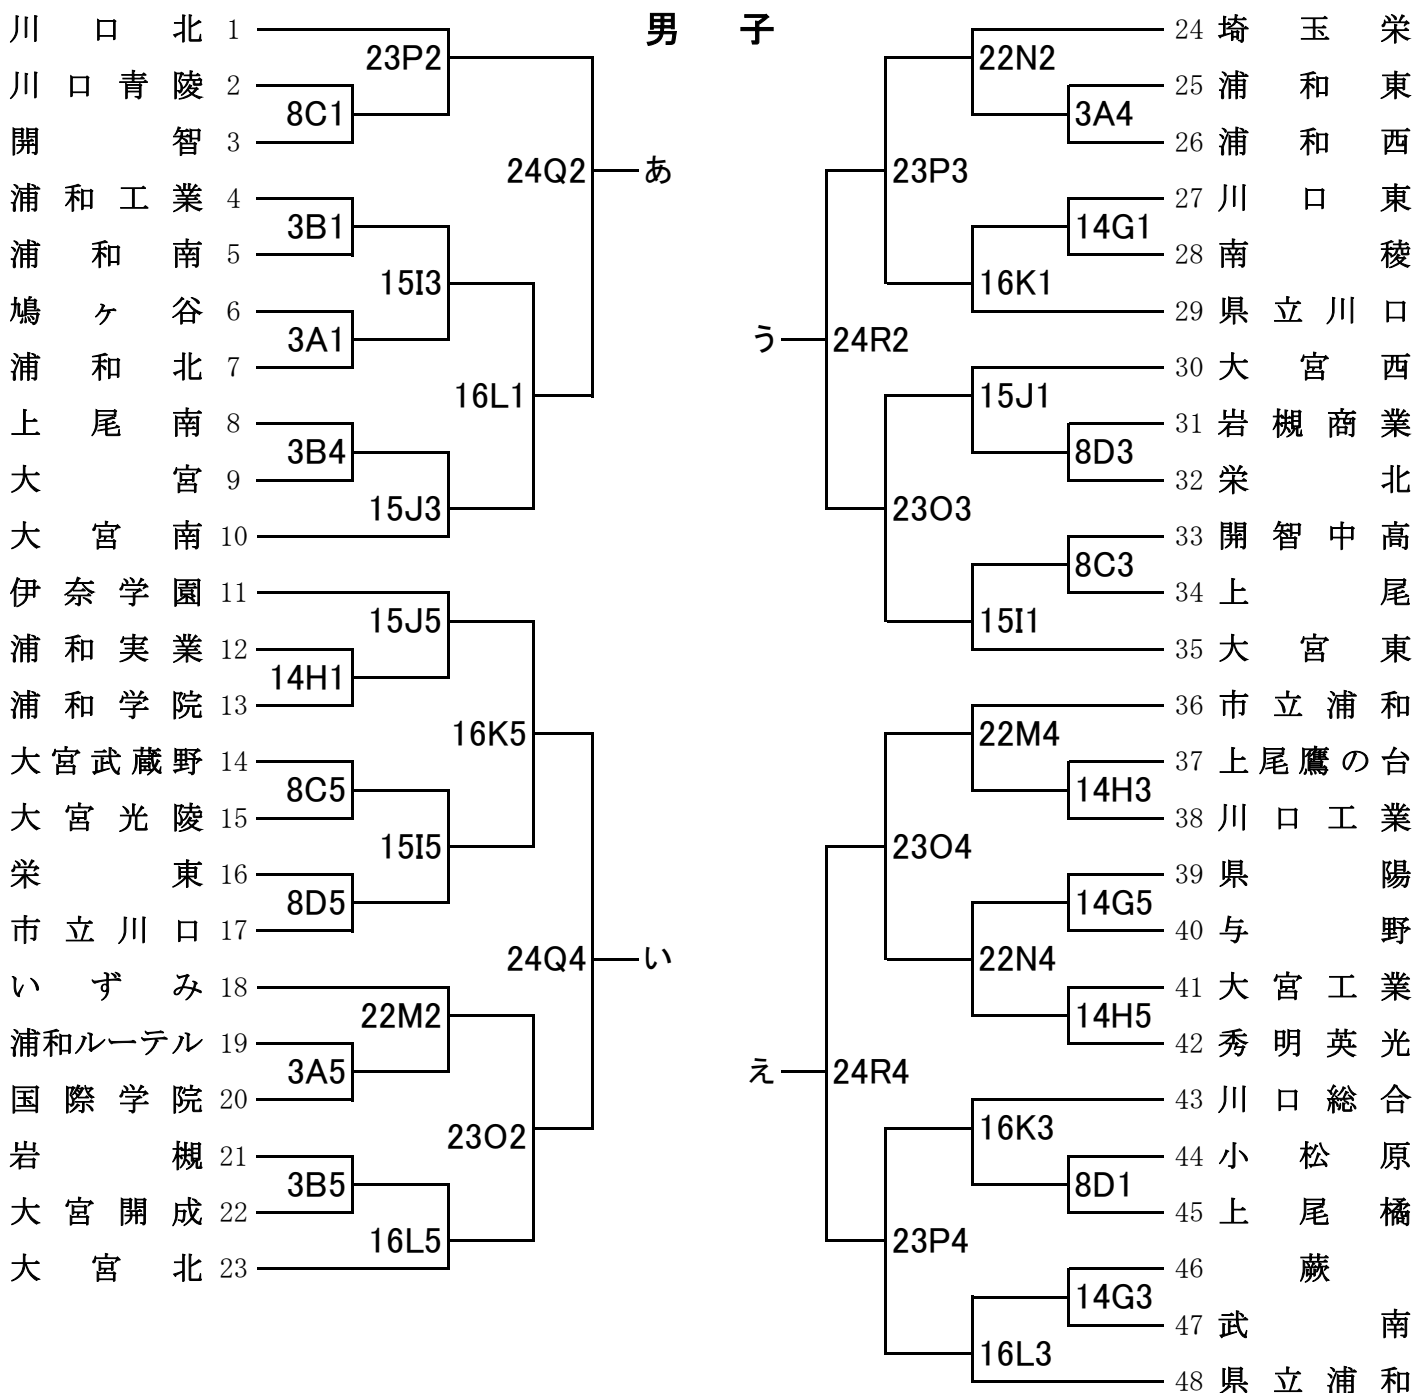 男子
川口北 1
23P2
川口青陵 2
8C1
開智 3
24Q2
あ
浦和工業 4
3B1
浦和南 5
15I3
鳩ヶ谷 6
3A1
浦和北 7
16L1
上尾南 8
3B4
大宮 9
15J3
大宮南 10
伊奈学園 11
15J5
浦和実業 12
14H1
浦和学院 13
16K5
大宮武蔵野 14
8C5
大宮光陵 15
15I5
栄東 16
8D5
市立川口 17
24Q4
い
いずみ 18
22M2
浦和ルーテル 19
3A5
国際学院 20
23O2
岩槻 21
3B5
大宮開成 22
16L5
大宮北 23
24 埼玉栄
22N2
25 浦和東
3A4
26 浦和西
23P3
27 川口東
14G1
28 南稜
16K1
29 県立川口
う
24R2
30 大宮西
15J1
31 岩槻商業
8D3
32 栄北
23O3
33 開智中高
8C3
34 上尾
15I1
35 大宮東
36 市立浦和
22M4
37 上尾鷹の台
14H3
38 川口工業
23O4
39 県陽
14G5
40 与野
22N4
41 大宮工業
14H5
42 秀明英光
え
24R4
43 川口総合
16K3
44 小松原
8D1
45 上尾橘
23P4
46 蕨
14G3
47 武南
16L3
48 県立浦和